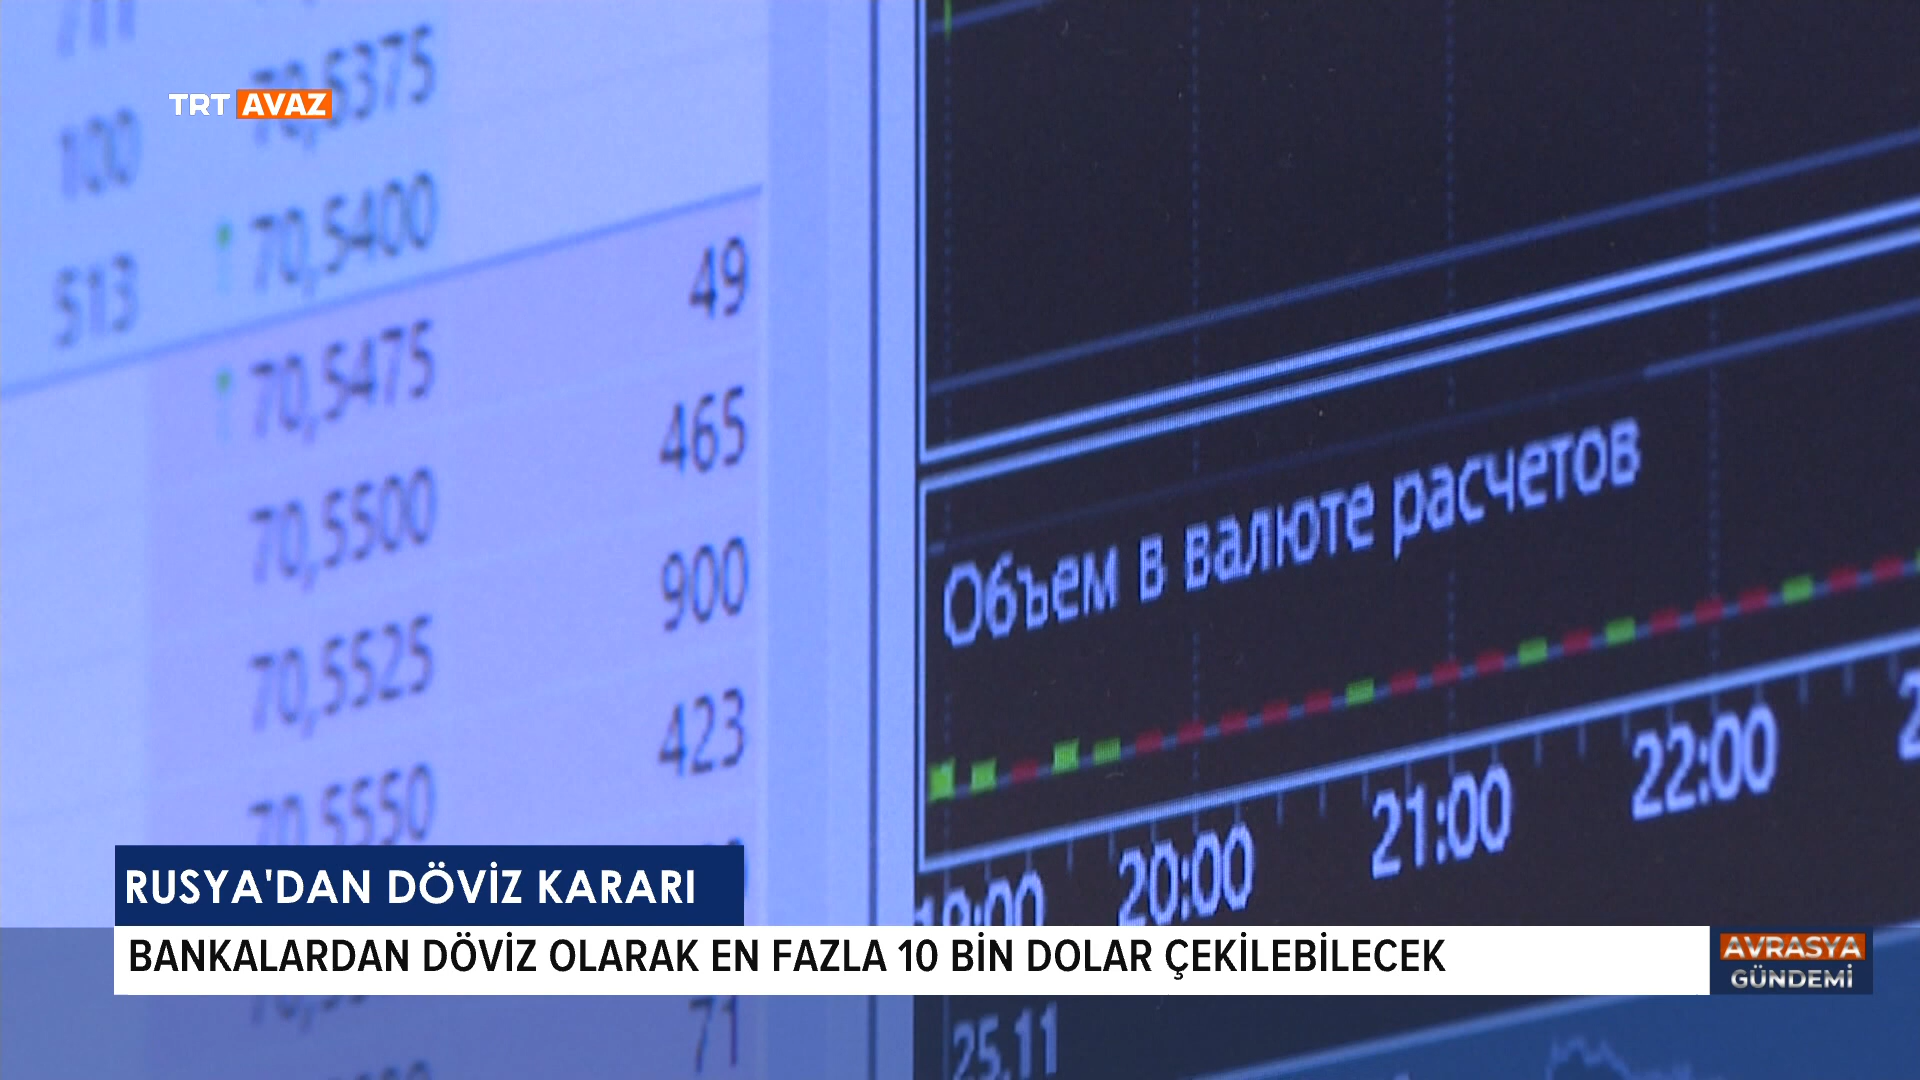 70,5375
TRT AVAZ
100
70,5400
513
49
70,5475
465
70,5500
900
70,5525
423
70,5550
Объем в валюте расчетов
20:00
21:00
22:00
RUSYA'DAN DÖVİZ KARARI
BANKALARDAN DÖVİZ OLARAK EN FAZLA 10 BİN DOLAR ÇEKİLEBİLECEK
AVRASYA
GÜNDEMİ
71
25.11